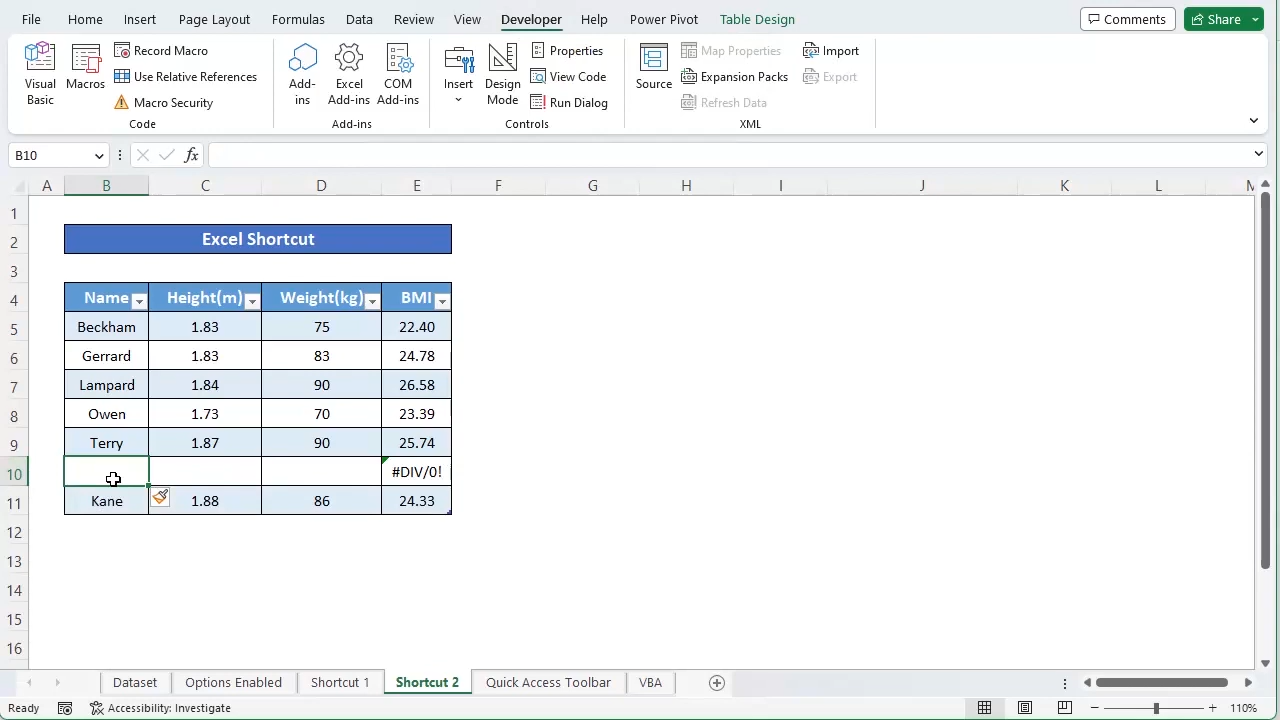 File Home Insert Page Layout Formulas Data Review View Developer Help Power Pivot Table Design Comments Share
Visual Basic
Macros
Record Macro
Use Relative References
Macro Security
Code
Add-ins
Excel Add-ins
COM Add-ins
Add-ins
Insert
Design Mode
Properties
View Code
Run Dialog
Controls
Source
Map Properties
Expansion Packs
Refresh Data
Import
Export
XML
B10 fx
A B C D E F G H I J K L M
1
2 Excel Shortcut
3
4 Name Height(m) Weight(kg) BMI
5 Beckham 1.83 75 22.40
6 Gerrard 1.83 83 24.78
7 Lampard 1.84 90 26.58
8 Owen 1.73 70 23.39
9 Terry 1.87 90 25.74
10 #DIV/0!
11 Kane 1.88 86 24.33
12
13
14
15
16
Dataset Options Enabled Shortcut 1 Shortcut 2 Quick Access Toolbar VBA
Ready Accessibility: Investigate 110%